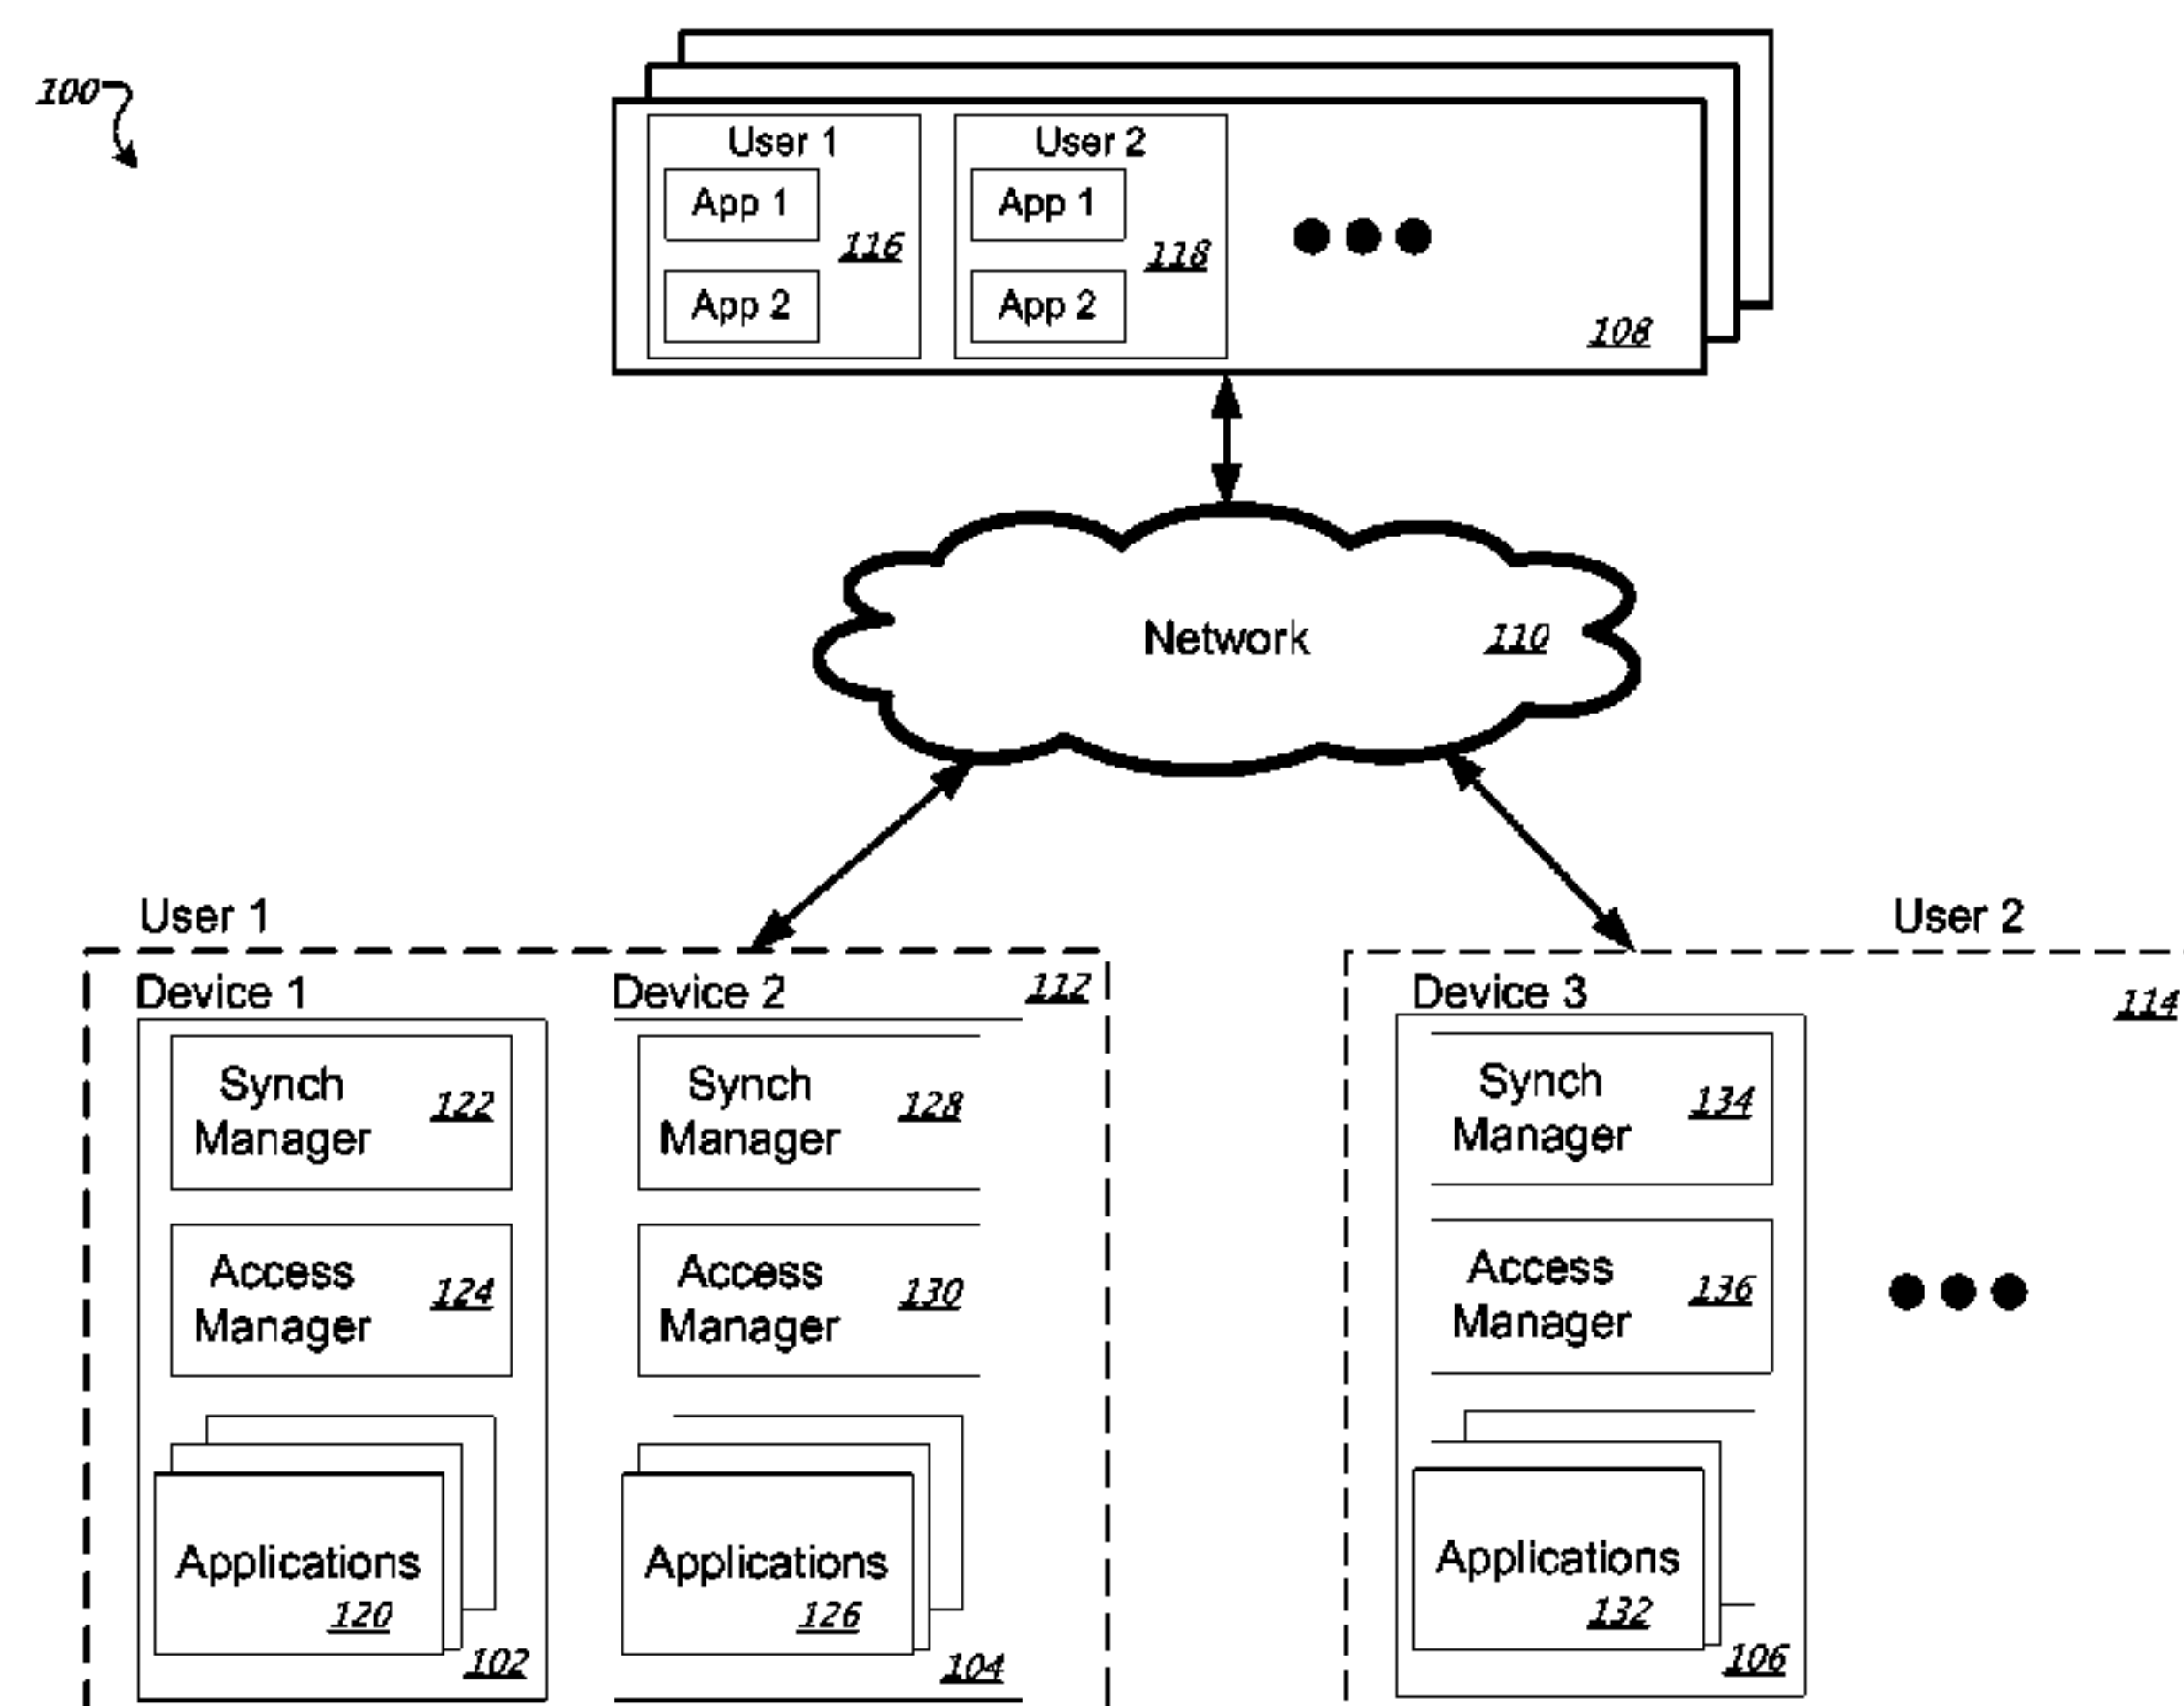 100
User 1
App 1
116
App 2
User 2
App 1
118
App 2
108
Network
110
User 1
112
Device 1
Synch
Manager
122
Access
Manager
124
Applications
120
102
Device 2
Synch
Manager
128
Access
Manager
130
Applications
126
104
User 2
114
Device 3
Synch
Manager
134
Access
Manager
136
Applications
132
106